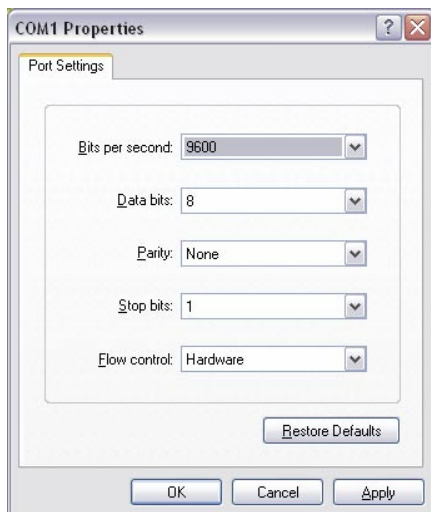 COM1 Properties
Port Settings
Bits per second: 9600
Data bits: 8
Parity: None
Stop bits: 1
Flow control: Hardware
Restore Defaults
OK Cancel Apply